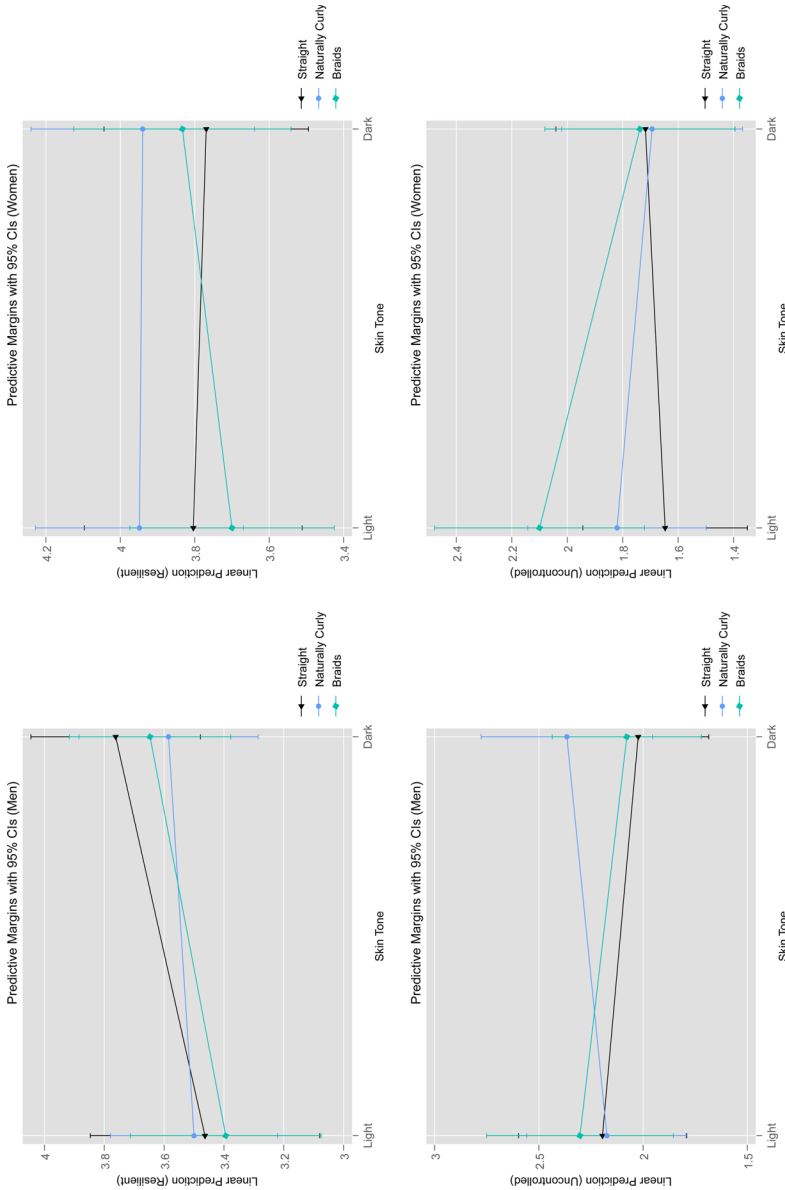 Predictive Margins with 95% CIs (Men)
Linear Prediction (Resilient)
4
3.8
3.6
3.4
3.2
3
Light
Dark
Skin Tone
Straight
Naturally Curly
Braids
Predictive Margins with 95% CIs (Women)
Linear Prediction (Resilient)
4.2
4
3.8
3.6
3.4
Light
Dark
Skin Tone
Straight
Naturally Curly
Braids
Predictive Margins with 95% CIs (Men)
Linear Prediction (Uncontrolled)
3
2.5
2
1.5
Light
Dark
Skin Tone
Straight
Naturally Curly
Braids
Predictive Margins with 95% CIs (Women)
Linear Prediction (Uncontrolled)
2.4
2.2
2
1.8
1.6
1.4
Light
Dark
Skin Tone
Straight
Naturally Curly
Braids